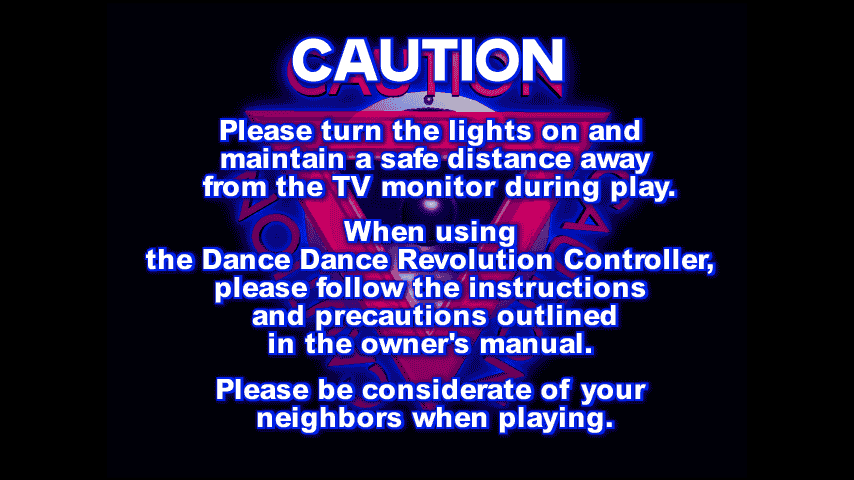 CAUTION
Please turn the lights on and
maintain a safe distance away
from the TV monitor during play.
When using
the Dance Dance Revolution Controller,
please follow the instructions
and precautions outlined
in the owner's manual.
Please be considerate of your
neighbors when playing.